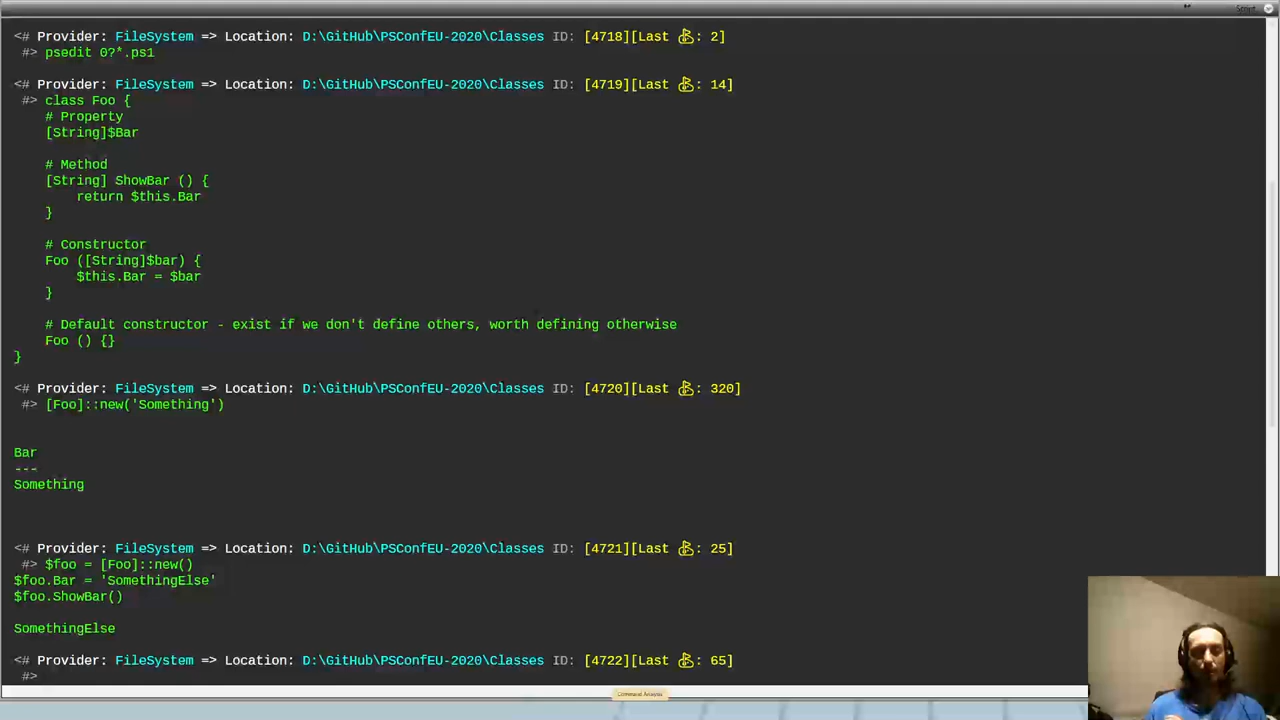 Script
<# Provider: FileSystem => Location: D:\GitHub\PSConfEU-2020\Classes ID: [4718][Last : 2]
#> psedit 0?*.ps1
<# Provider: FileSystem => Location: D:\GitHub\PSConfEU-2020\Classes ID: [4719][Last : 14]
#> class Foo {
# Property
[String]$Bar
# Method
[String] ShowBar () {
return $this.Bar
}
# Constructor
Foo ([String]$bar) {
$this.Bar = $bar
}
# Default constructor - exist if we don't define others, worth defining otherwise
Foo () {}
}
<# Provider: FileSystem => Location: D:\GitHub\PSConfEU-2020\Classes ID: [4720][Last : 320]
#> [Foo]::new('Something')
Bar
---
Something
<# Provider: FileSystem => Location: D:\GitHub\PSConfEU-2020\Classes ID: [4721][Last : 25]
#> $foo = [Foo]::new()
$foo.Bar = 'SomethingElse'
$foo.ShowBar()
SomethingElse
<# Provider: FileSystem => Location: D:\GitHub\PSConfEU-2020\Classes ID: [4722][Last : 65]
#>
Command Analysis